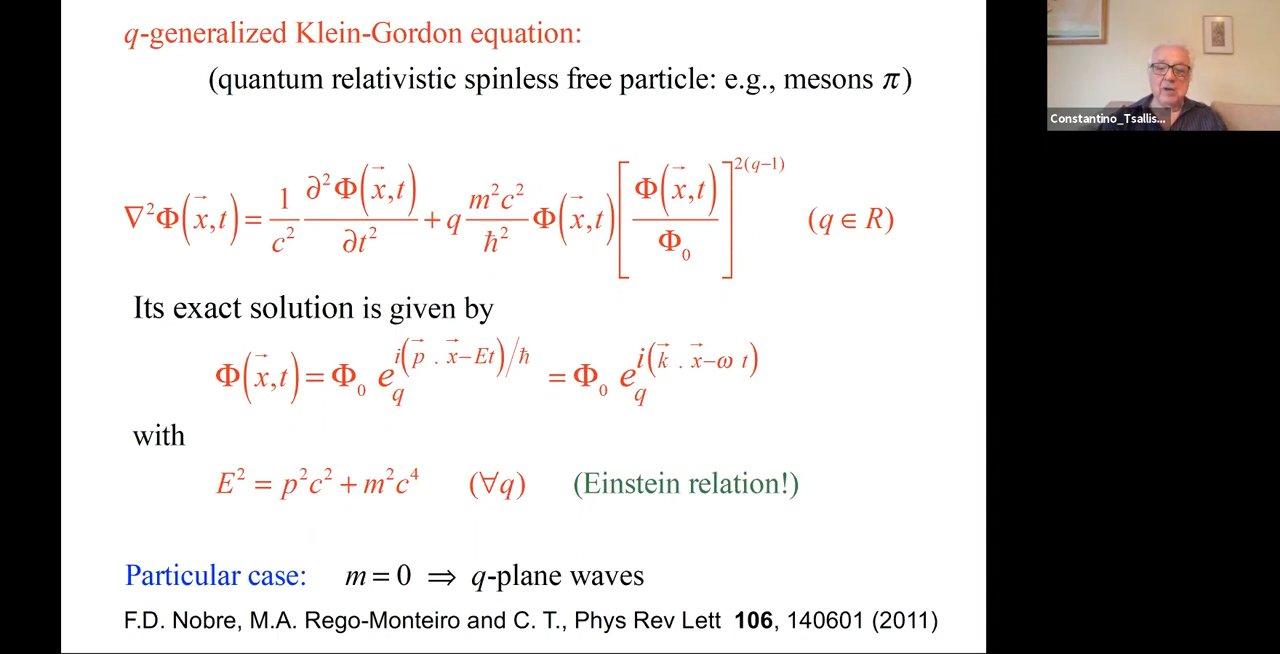 q-generalized Klein-Gordon equation:
(quantum relativistic spinless free particle: e.g., mesons π)
Constantino_Tsallis...
∇²Φ(x⃗,t) = 1/c² ∂²Φ(x⃗,t)/∂t² + q m²c²/ħ² Φ(x⃗,t) [Φ(x⃗,t)/Φ₀]^2(q−1) (q ∈ R)
Its exact solution is given by
Φ(x⃗,t) = Φ₀ e_q^i(p⃗ . x⃗−Et)/ħ = Φ₀ e_q^i(k⃗ . x⃗−ω t)
with
E² = p²c² + m²c⁴ (∀q) (Einstein relation!)
Particular case: m = 0 ⇒ q-plane waves
F.D. Nobre, M.A. Rego-Monteiro and C. T., Phys Rev Lett 106, 140601 (2011)